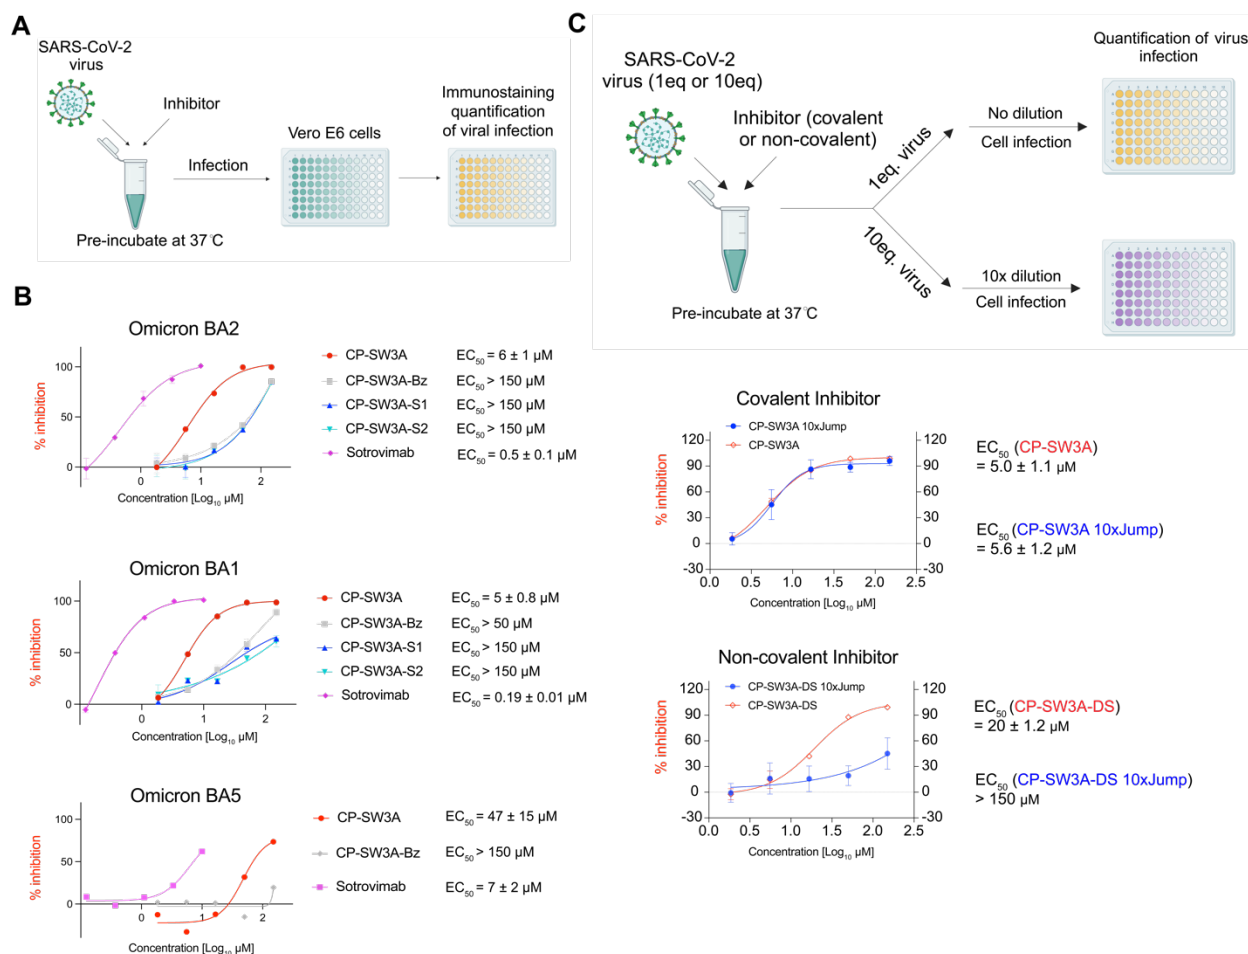 A
SARS-CoV-2
virus
Inhibitor
Infection
Pre-incubate at 37 °C
Vero E6 cells
Immunostaining
quantification
of viral infection
B
Omicron BA2
% inhibition
100
50
0
0
1
2
Concentration [Log10 µM]
CP-SW3A
EC50 = 6 ± 1 µM
CP-SW3A-Bz
EC50 > 150 µM
CP-SW3A-S1
EC50 > 150 µM
CP-SW3A-S2
EC50 > 150 µM
Sotrovimab
EC50 = 0.5 ± 0.1 µM
Omicron BA1
% inhibition
100
50
0
0
1
2
Concentration [Log10 µM]
CP-SW3A
EC50 = 5 ± 0.8 µM
CP-SW3A-Bz
EC50 > 50 µM
CP-SW3A-S1
EC50 > 150 µM
CP-SW3A-S2
EC50 > 150 µM
Sotrovimab
EC50 = 0.19 ± 0.01 µM
Omicron BA5
% inhibition
100
50
0
0
1
2
Concentration [Log10 µM]
CP-SW3A
EC50 = 47 ± 15 µM
CP-SW3A-Bz
EC50 > 150 µM
Sotrovimab
EC50 = 7 ± 2 µM
C
SARS-CoV-2
virus (1eq or 10eq)
Inhibitor (covalent
or non-covalent)
Pre-incubate at 37 °C
1eq. virus
10eq. virus
No dilution
Cell infection
10x dilution
Cell infection
Quantification of virus
infection
Covalent Inhibitor
% inhibition
120
90
60
30
0
-30
120
90
60
30
0
-30
CP-SW3A 10xJump
CP-SW3A
0.0
0.5
1.0
1.5
2.0
2.5
Concentration [Log10 µM]
EC50 (CP-SW3A)
= 5.0 ± 1.1 µM
EC50 (CP-SW3A 10xJump)
= 5.6 ± 1.2 µM
Non-covalent Inhibitor
% inhibition
120
90
60
30
0
-30
120
90
60
30
0
-30
CP-SW3A-DS 10xJump
CP-SW3A-DS
0.0
0.5
1.0
1.5
2.0
2.5
Concentration [Log10 µM]
EC50 (CP-SW3A-DS)
= 20 ± 1.2 µM
EC50 (CP-SW3A-DS 10xJump)
> 150 µM